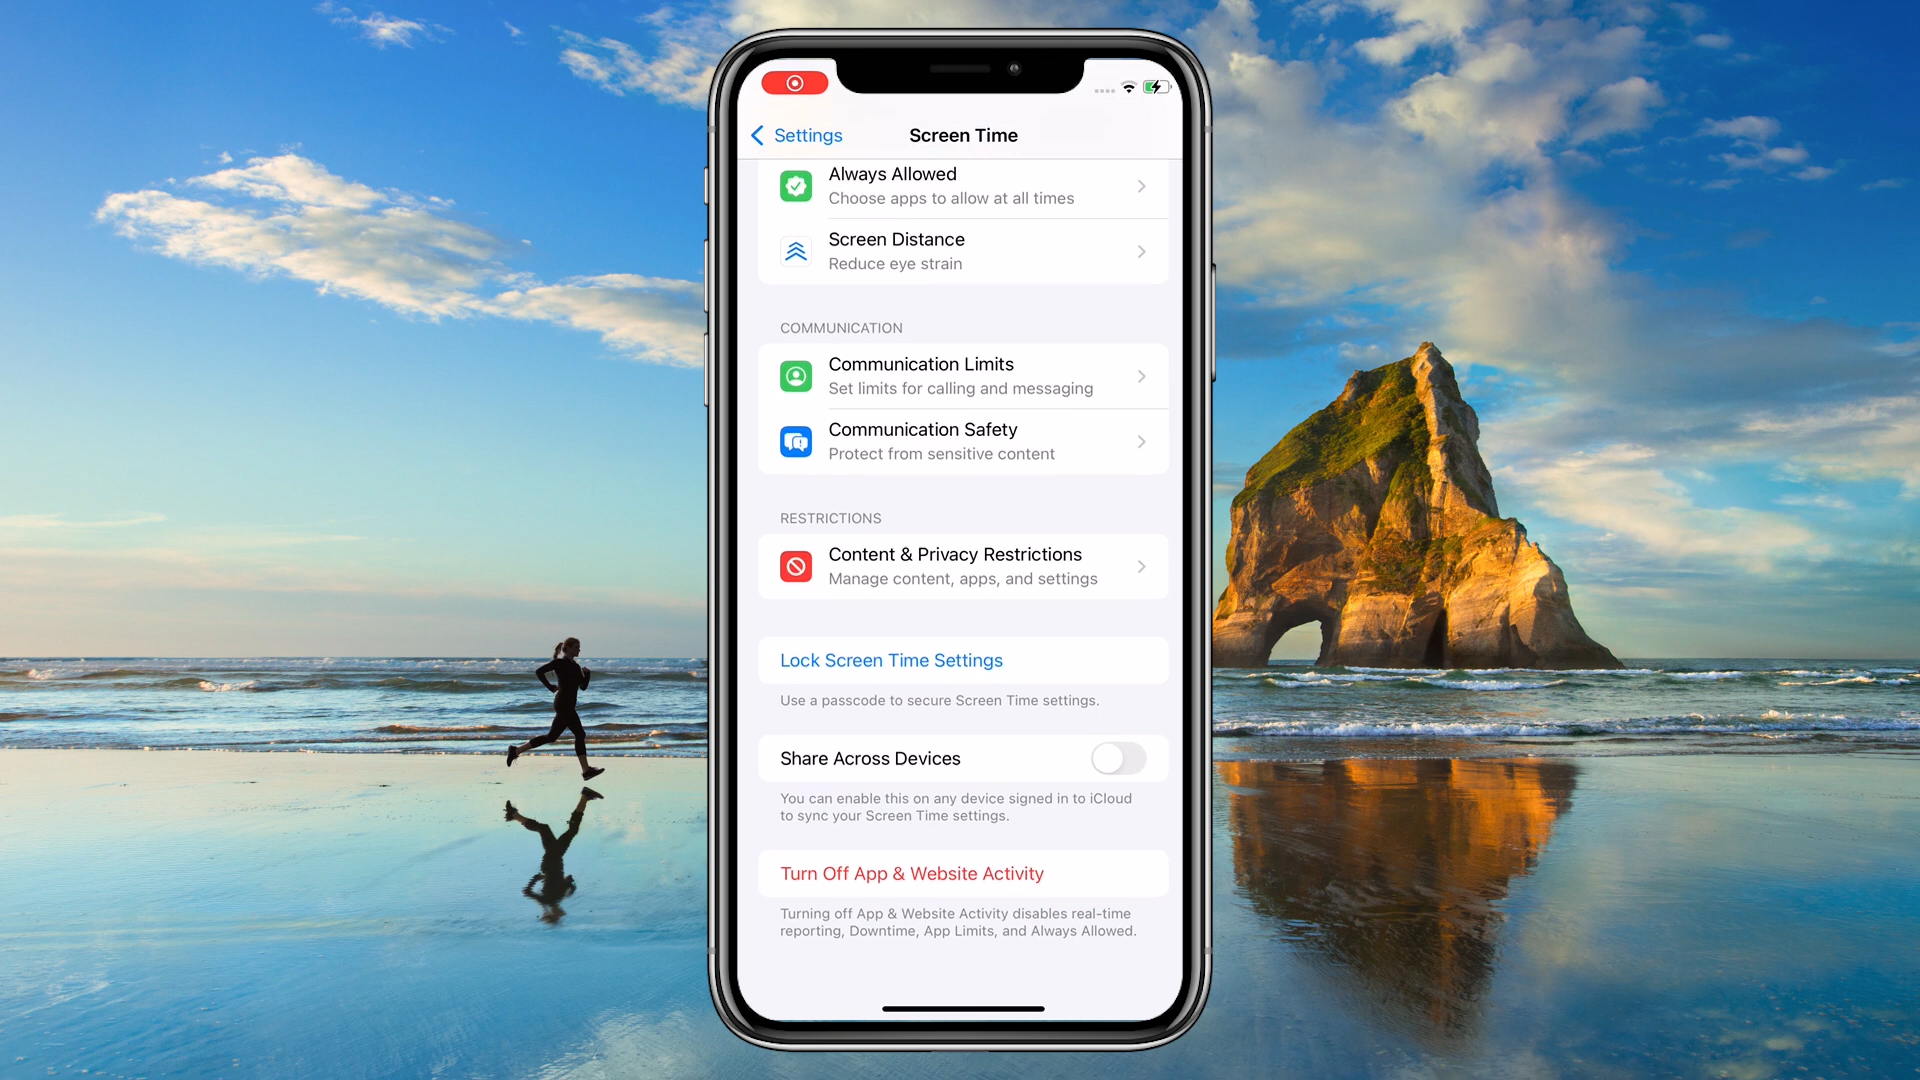 Settings
Screen Time
Always Allowed
Choose apps to allow at all times
Screen Distance
Reduce eye strain
COMMUNICATION
Communication Limits
Set limits for calling and messaging
Communication Safety
Protect from sensitive content
RESTRICTIONS
Content & Privacy Restrictions
Manage content, apps, and settings
Lock Screen Time Settings
Use a passcode to secure Screen Time settings.
Share Across Devices
You can enable this on any device signed in to iCloud
to sync your Screen Time settings.
Turn Off App & Website Activity
Turning off App & Website Activity disables real-time
reporting, Downtime, App Limits, and Always Allowed.